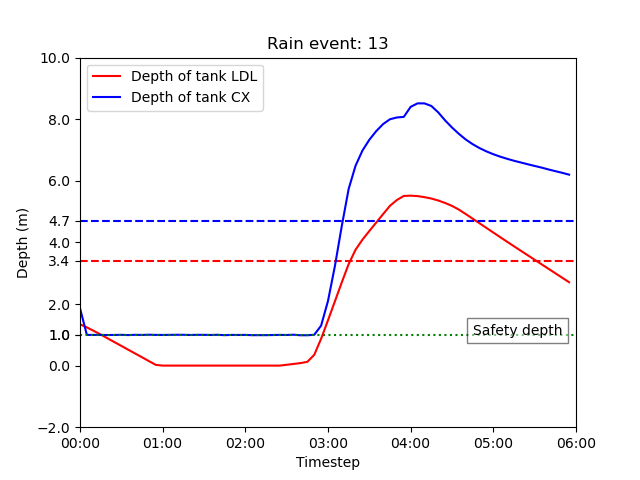 Rain event: 13
Depth of tank LDL
Depth of tank CX
Depth (m)
10.0
8.0
6.0
4.7
4.0
3.4
2.0
1.0
0.0
−2.0
Safety depth
00:00 01:00 02:00 03:00 04:00 05:00 06:00
Timestep